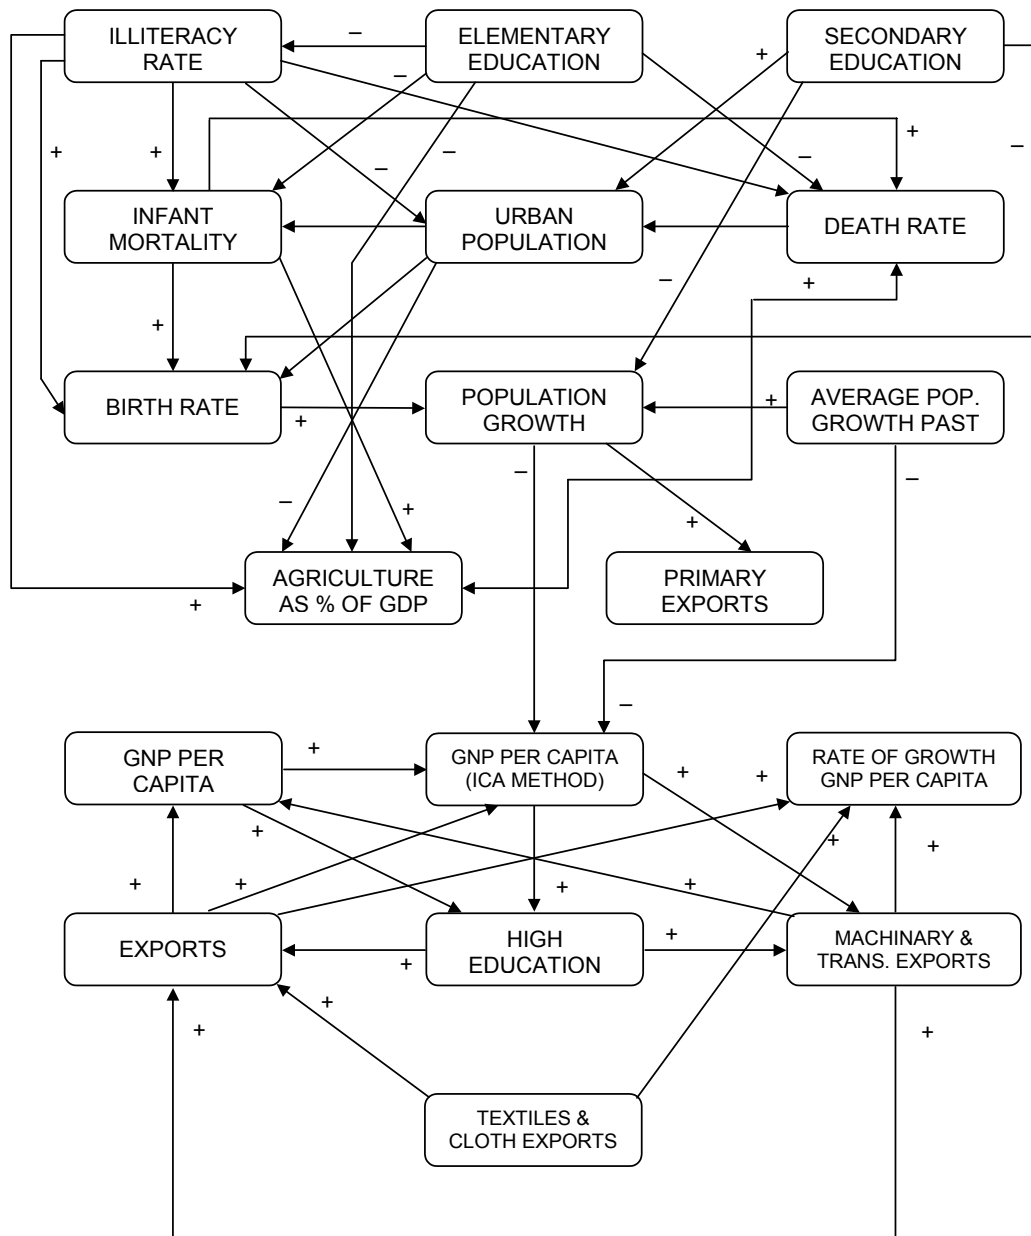 ILLITERACY
RATE
ELEMENTARY
EDUCATION
SECONDARY
EDUCATION
–
–
+
+
+
+
–
–
–
–
INFANT
MORTALITY
URBAN
POPULATION
DEATH RATE
–
+
+
BIRTH RATE
+
POPULATION
GROWTH
+
AVERAGE POP.
GROWTH PAST
–
–
–
+
+
AGRICULTURE
AS % OF GDP
PRIMARY
EXPORTS
+
–
GNP PER
CAPITA
+
GNP PER CAPITA
(ICA METHOD)
+
+
RATE OF GROWTH
GNP PER CAPITA
+
+
+
+
+
+
+
EXPORTS
+
HIGH
EDUCATION
+
MACHINARY &
TRANS. EXPORTS
+
+
+
TEXTILES &
CLOTH EXPORTS